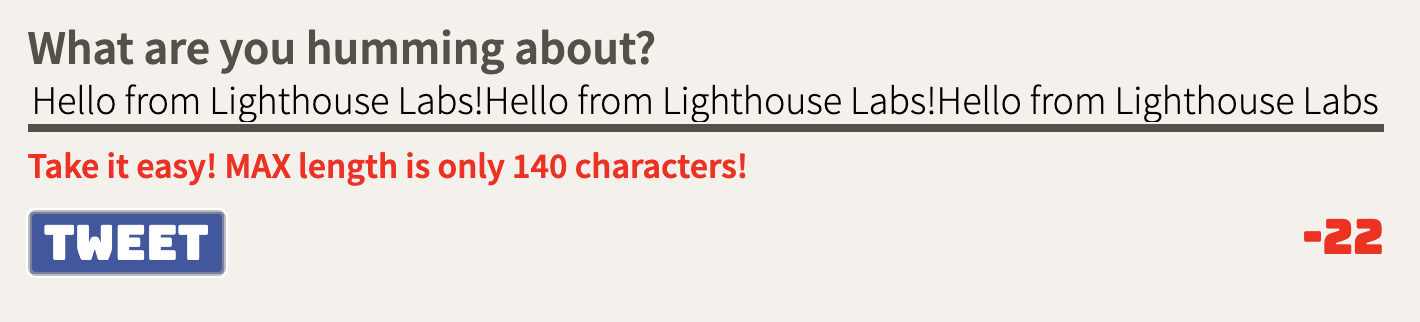 What are you humming about?
Hello from Lighthouse Labs!Hello from Lighthouse Labs!Hello from Lighthouse Labs
Take it easy! MAX length is only 140 characters!
TWEET
-22